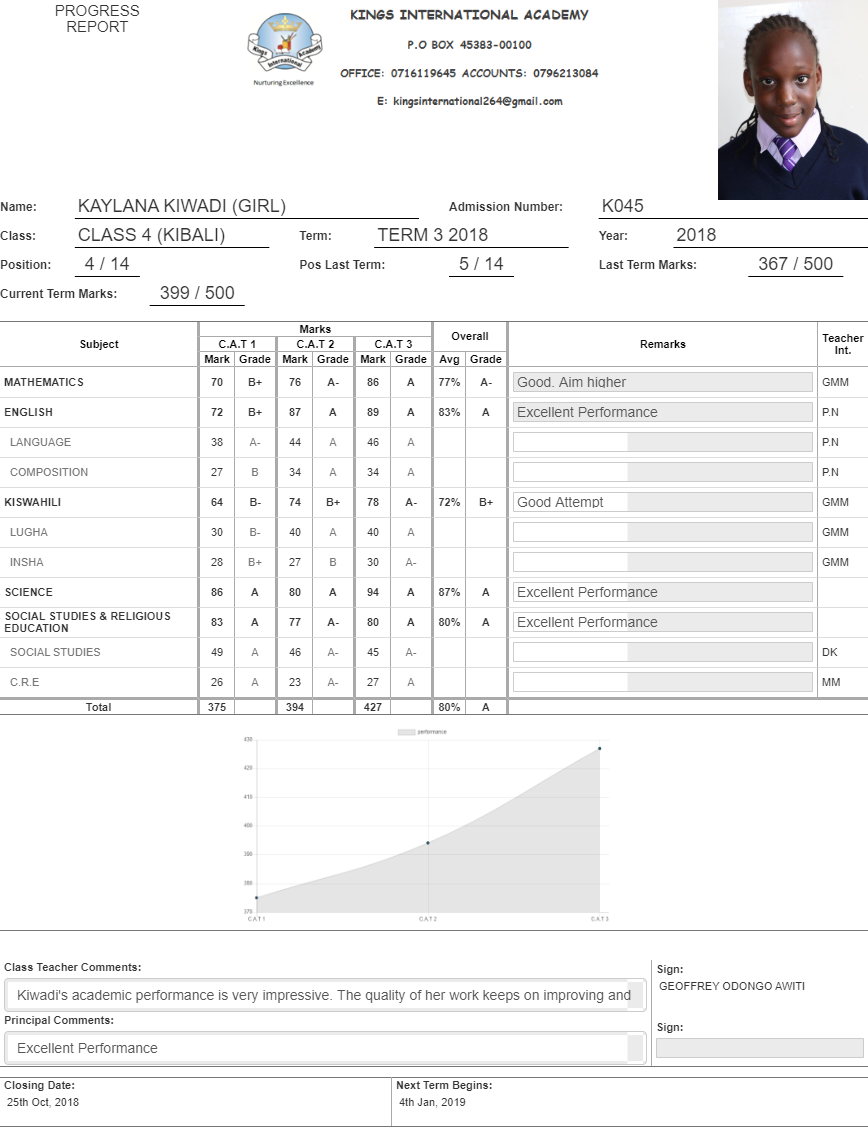 PROGRESS
REPORT
Kings International Academy
Nurturing Excellence
KINGS INTERNATIONAL ACADEMY
P.O BOX 45383-00100
OFFICE: 0716119645 ACCOUNTS: 0796213084
E: kingsinternational264@gmail.com
Name: KAYLANA KIWADI (GIRL) Admission Number: K045
Class: CLASS 4 (KIBALI) Term: TERM 3 2018 Year: 2018
Position: 4 / 14 Pos Last Term: 5 / 14 Last Term Marks: 367 / 500
Current Term Marks: 399 / 500
Subject Marks Overall Remarks Teacher Int.
C.A.T 1 C.A.T 2 C.A.T 3
Mark Grade Mark Grade Mark Grade Avg Grade
MATHEMATICS 70 B+ 76 A- 86 A 77% A- Good. Aim higher GMM
ENGLISH 72 B+ 87 A 89 A 83% A Excellent Performance P.N
LANGUAGE 38 A- 44 A 46 A P.N
COMPOSITION 27 B 34 A 34 A P.N
KISWAHILI 64 B- 74 B+ 78 A- 72% B+ Good Attempt GMM
LUGHA 30 B- 40 A 40 A GMM
INSHA 28 B+ 27 B 30 A- GMM
SCIENCE 86 A 80 A 94 A 87% A Excellent Performance
SOCIAL STUDIES & RELIGIOUS
EDUCATION 83 A 77 A- 80 A 80% A Excellent Performance
SOCIAL STUDIES 49 A 46 A- 45 A- DK
C.R.E 26 A 23 A- 27 A MM
Total 375 394 427 80% A
performance
430
420
410
400
390
380
370
CAT1 CAT2 CAT3
Class Teacher Comments: Sign:
Kiwadi's academic performance is very impressive. The quality of her work keeps on improving and GEOFFREY ODONGO AWITI
Principal Comments: Sign:
Excellent Performance
Closing Date: Next Term Begins:
25th Oct, 2018 4th Jan, 2019